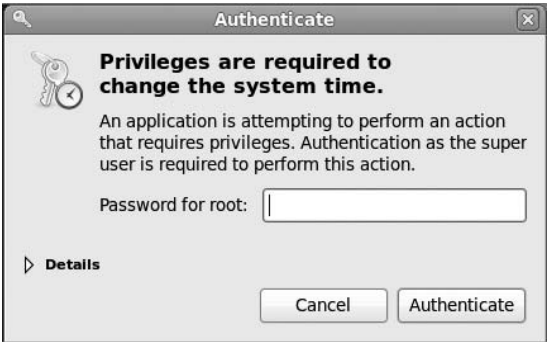 Authenticate
Privileges are required to
change the system time.
An application is attempting to perform an action
that requires privileges. Authentication as the super
user is required to perform this action.
Password for root:
Details
Cancel
Authenticate